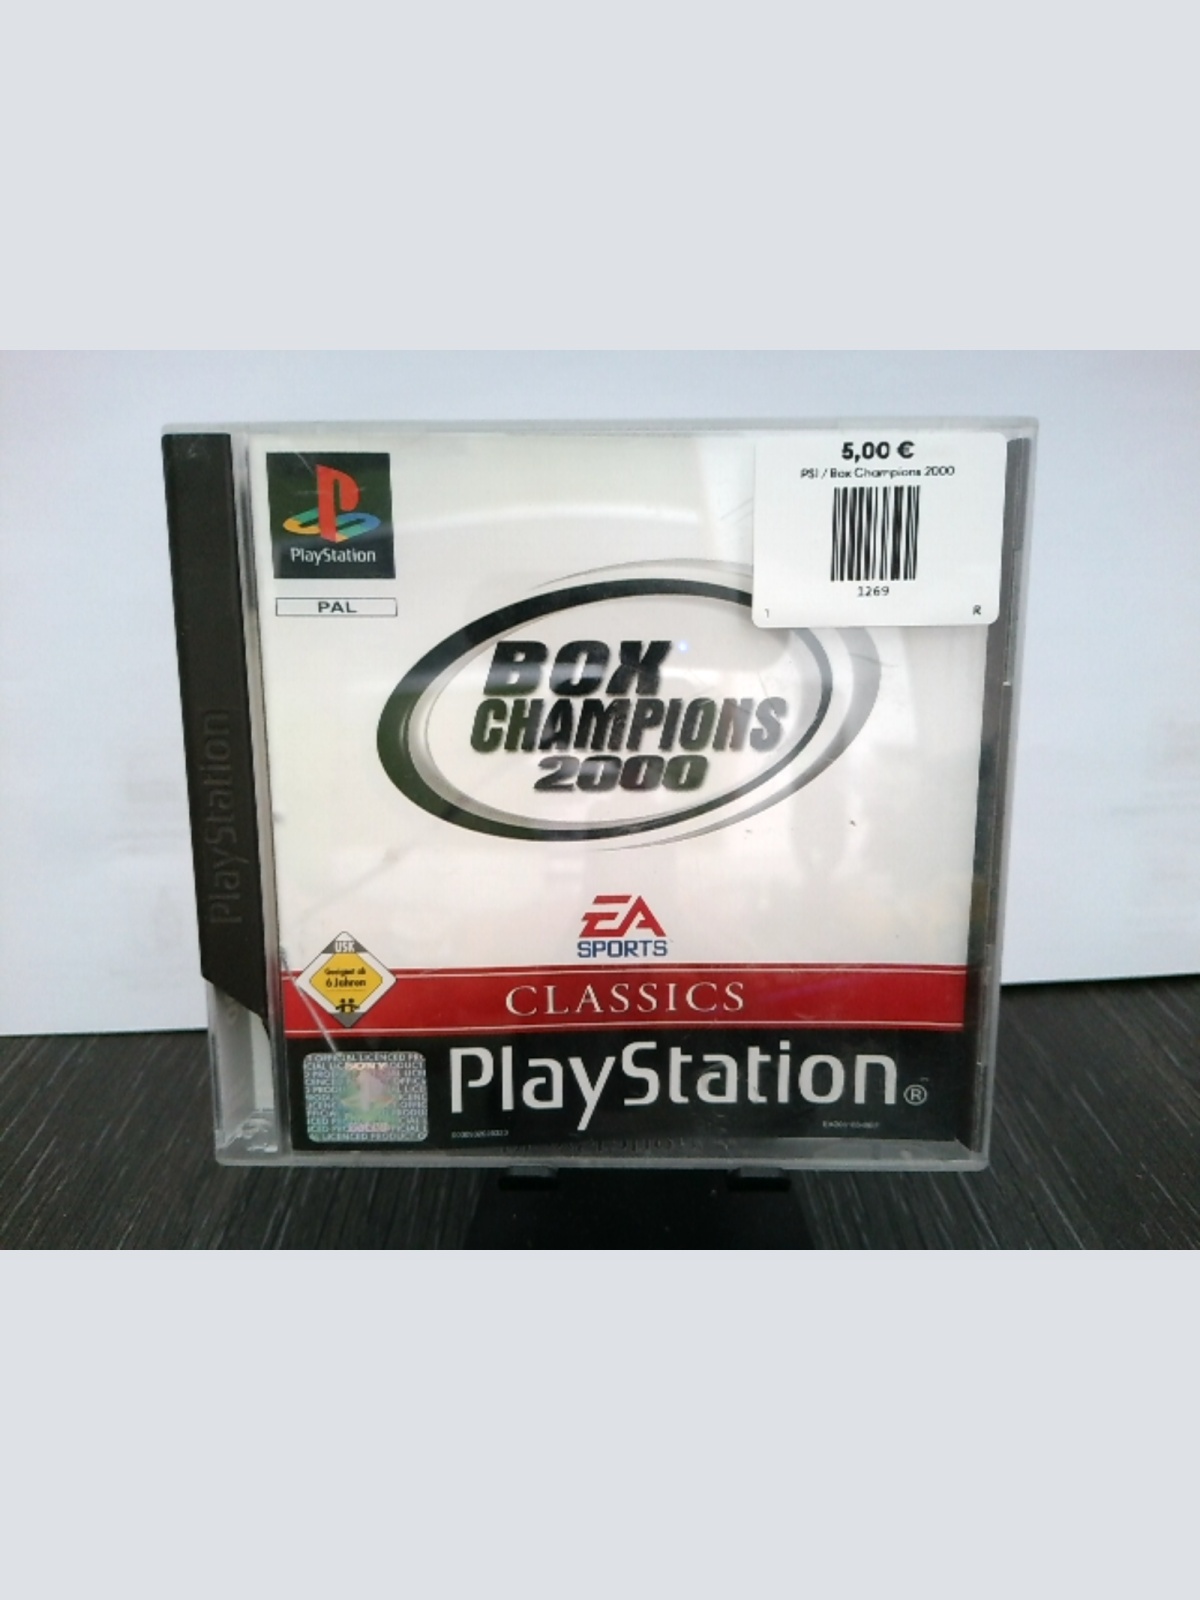 5,00 €
PS1 / Box Champions 2000
1269
1 R
PlayStation
PAL
BOX
CHAMPIONS
2000
PlayStation
EA
SPORTS
USK
Geeignet ab
6 Jahren
CLASSICS
SONY
PlayStation®